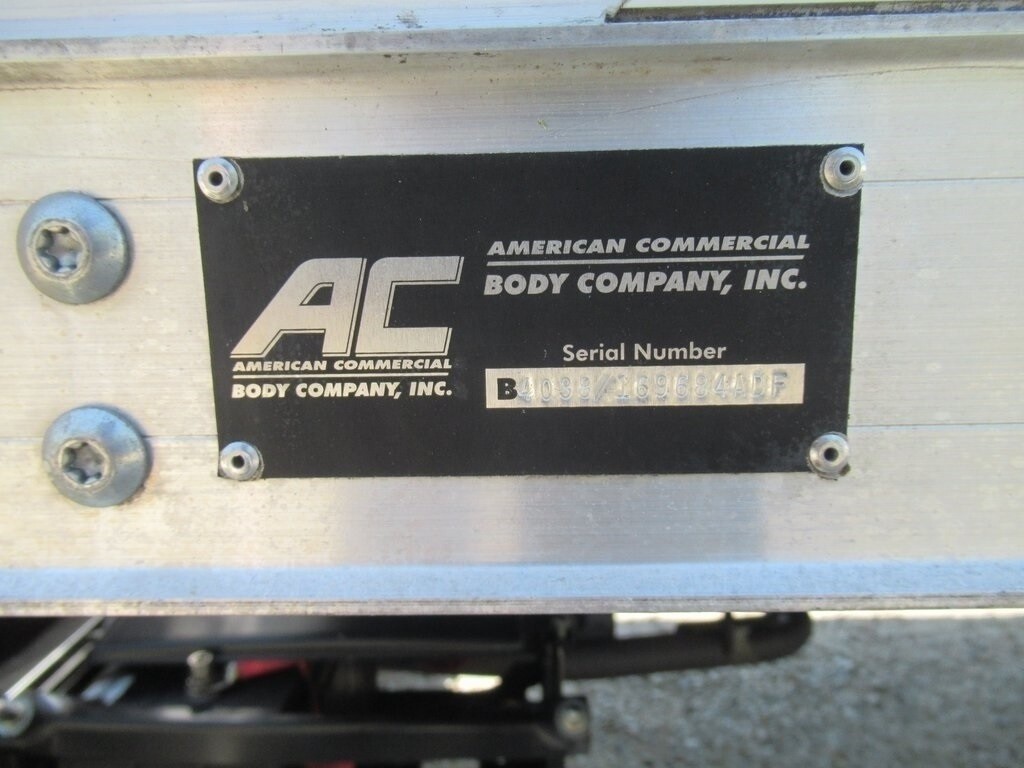 AC
AMERICAN COMMERCIAL
BODY COMPANY, INC.
AMERICAN COMMERCIAL
BODY COMPANY, INC.
Serial Number